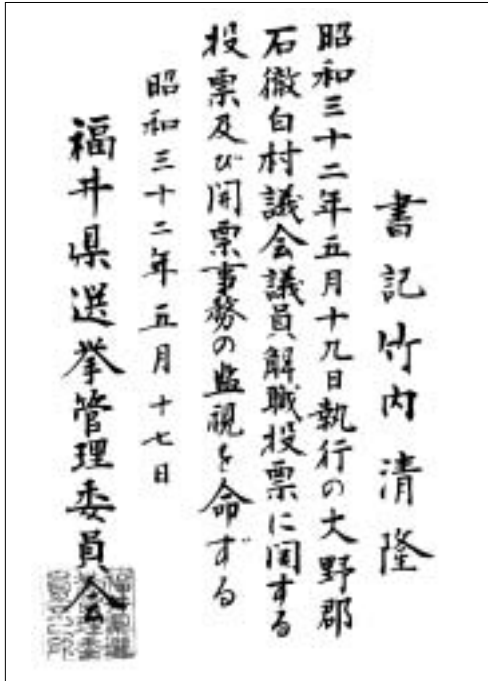 書記竹内清隆
昭和三十二年五月十九日執行の大野郡
石徹白村議会議員解職投票に関する
投票及び開票事務の監視を命ずる
昭和三十二年五月十七日
福井県選挙管理委員会